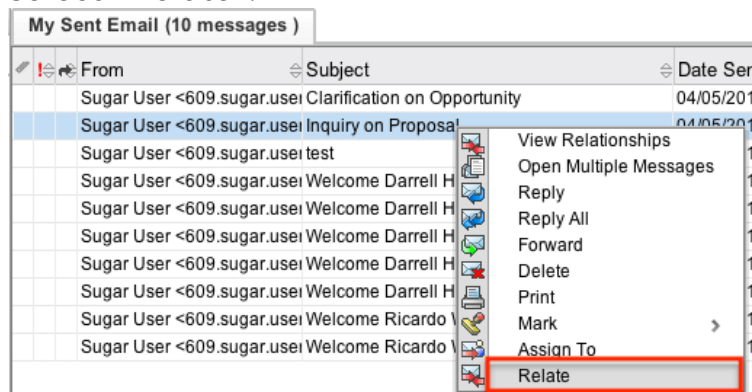 My Sent Email (10 messages )
! From Subject Date Ser
Sugar User <609.sugar.user Clarification on Opportunity 04/05/201
Sugar User <609.sugar.user Inquiry on Proposal 04/05/201
Sugar User <609.sugar.user test
Sugar User <609.sugar.user Welcome Darrell H
Sugar User <609.sugar.user Welcome Darrell H
Sugar User <609.sugar.user Welcome Darrell H
Sugar User <609.sugar.user Welcome Darrell H
Sugar User <609.sugar.user Welcome Darrell H
Sugar User <609.sugar.user Welcome Ricardo
Sugar User <609.sugar.user Welcome Ricardo
View Relationships
Open Multiple Messages
Reply
Reply All
Forward
Delete
Print
Mark >
Assign To
Relate